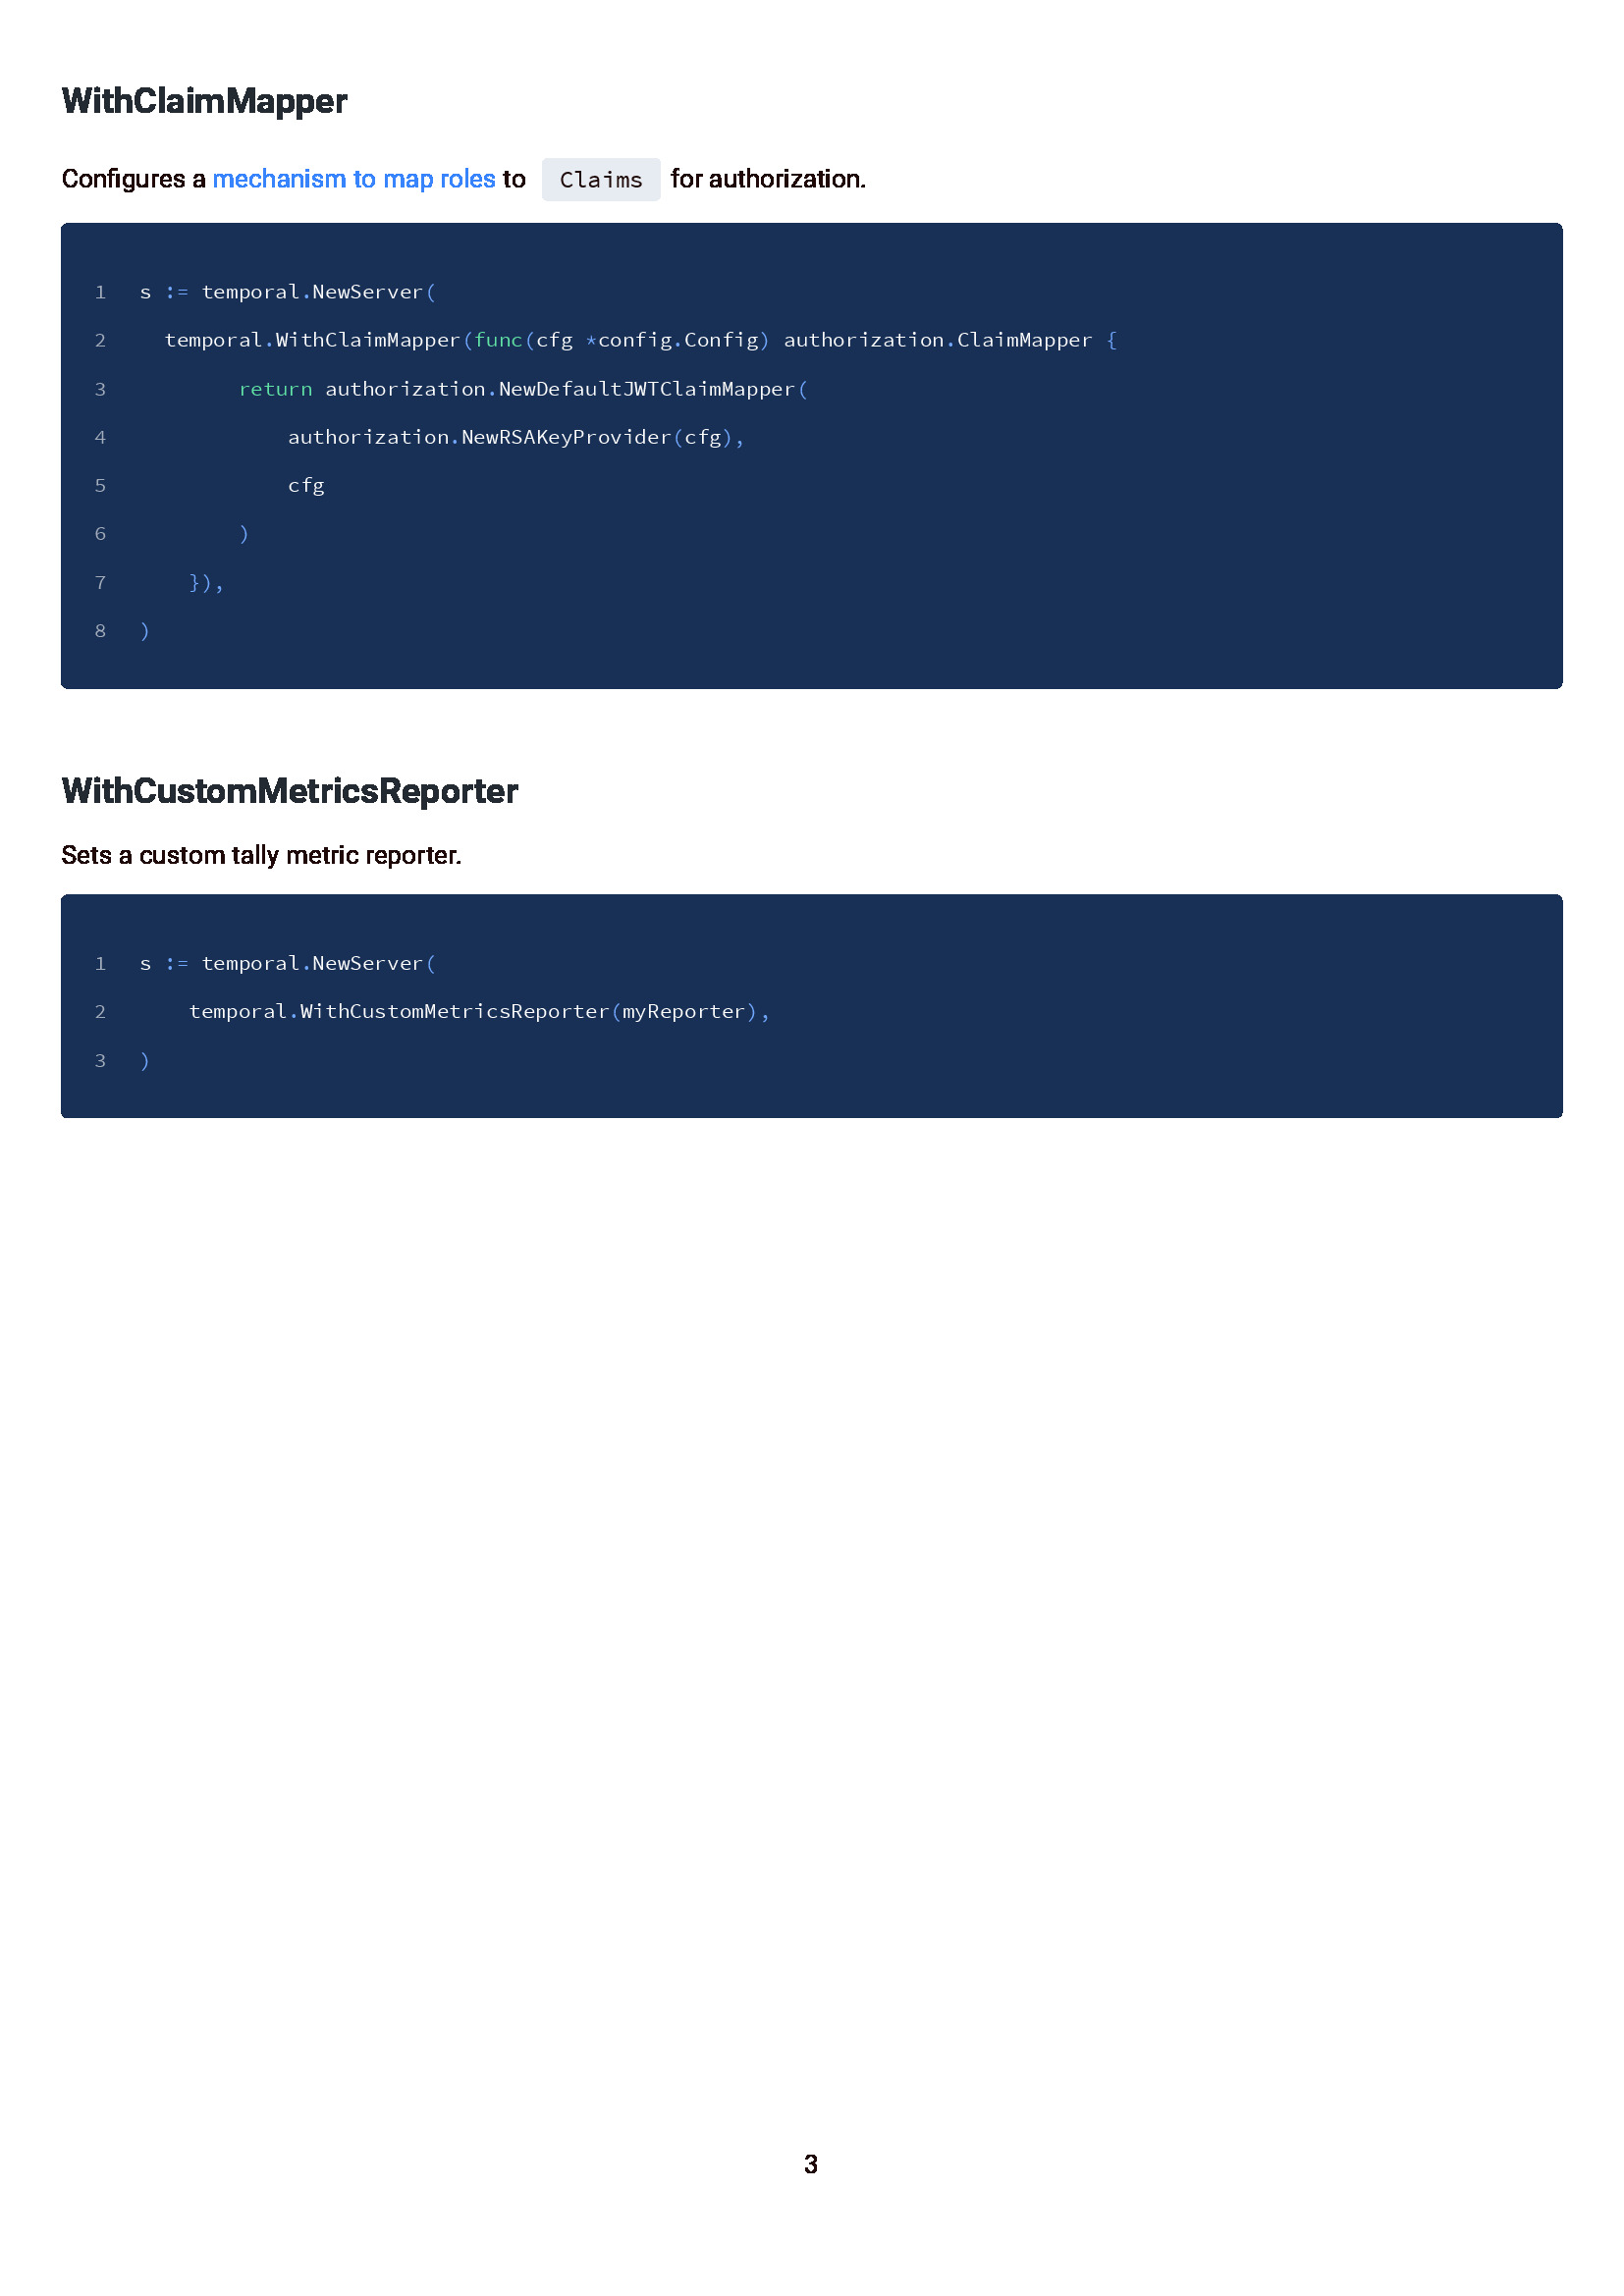 WithClaimMapper
Configures a mechanism to map roles to Claims for authorization.
1 s := temporal.NewServer(
2   temporal.WithClaimMapper(func(cfg *config.Config) authorization.ClaimMapper {
3         return authorization.NewDefaultJWTClaimMapper(
4             authorization.NewRSAKeyProvider(cfg),
5             cfg
6         )
7     }),
8 )
WithCustomMetricsReporter
Sets a custom tally metric reporter.
1 s := temporal.NewServer(
2     temporal.WithCustomMetricsReporter(myReporter),
3 )
3